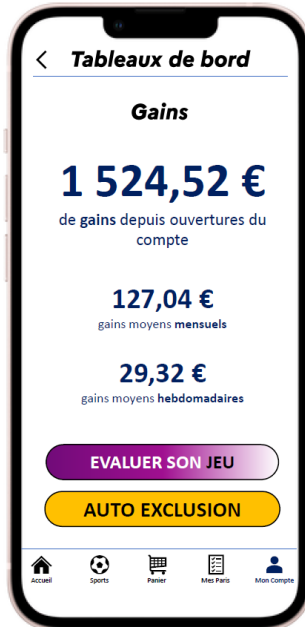 Tableaux de bord
Gains
1 524,52 €
de gains depuis ouvertures du
compte
127,04 €
gains moyens mensuels
29,32 €
gains moyens hebdomadaires
EVALUER SON JEU
AUTO EXCLUSION
Accueil Sports Panier Mes Paris Mon Compte